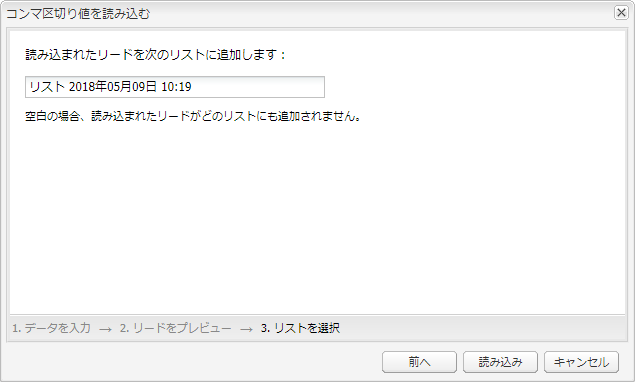 コンマ区切り値を読み込む
読み込まれたリードを次のリストに追加します：
リスト 2018年05月09日 10:19
空白の場合、読み込まれたリードがどのリストにも追加されません。
1. データを入力 → 2. リードをプレビュー → 3. リストを選択
前へ 読み込み キャンセル